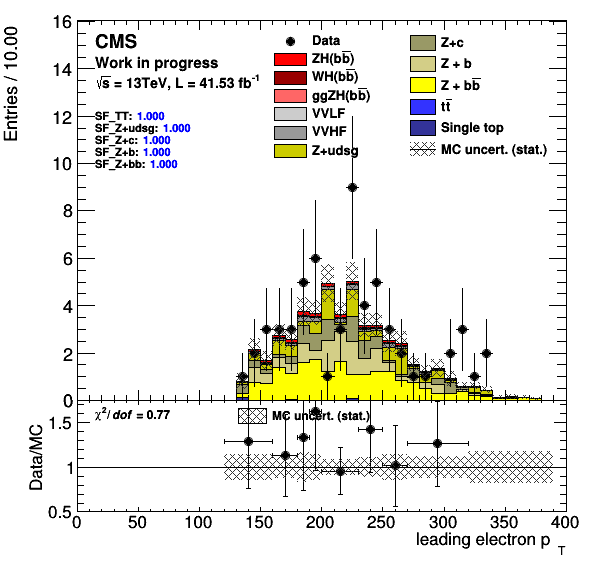 Entries / 10.00
16
14
12
10
8
6
4
2
0
CMS
Work in progress
√s = 13TeV, L = 41.53 fb⁻¹
SF_TT: 1.000
SF_Z+udsg: 1.000
SF_Z+c: 1.000
SF_Z+b: 1.000
SF_Z+bb: 1.000
Data
ZH(bb̅)
WH(bb̅)
ggZH(bb̅)
VVLF
VVHF
Z+udsg
Z+c
Z + b
Z + bb̅
tt̅
Single top
MC uncert. (stat.)
Data/MC
1.5
1
0.5
χ²/dof = 0.77
MC uncert. (stat.)
0 50 100 150 200 250 300 350 400
leading electron p_T